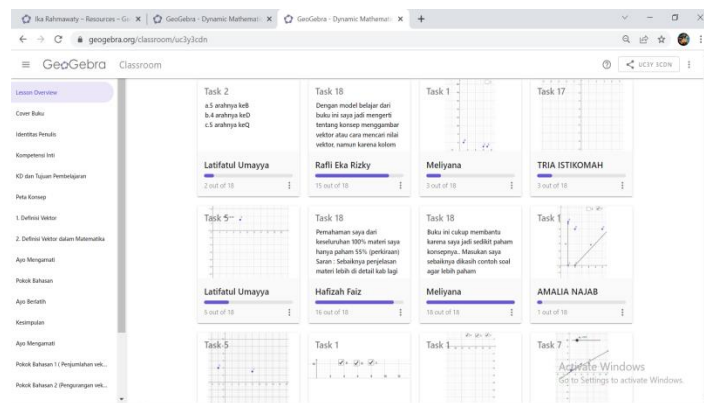 Ika Rahmawaty – Resources – Ge
GeoGebra - Dynamic Mathemati
GeoGebra - Dynamic Mathemati
geogebra.org/classroom/uc3y3cdn
GeoGebra Classroom
UC3Y 3CDN
Lesson Overview
Cover Buku
Identitas Penulis
Kompetensi Inti
KD dan Tujuan Pembelajaran
Peta Konsep
1. Definisi Vektor
2. Definisi Vektor dalam Matematika
Ayo Mengamati
Pokok Bahasan
Ayo Berlatih
Kesimpulan
Ayo Mengamati
Pokok Bahasan 1 ( Penjumlahan vek...
Pokok Bahasan 2 (Pengurangan vek...
Task 2
a.5 arahnya keB
b.4 arahnya keD
c.5 arahnya keQ
Latifatul Umayya
2 out of 18
Task 18
Dengan model belajar dari
buku ini saya jadi mengerti
tentang konsep menggambar
vektor atau cara mencari nilai
vektor, namun karena kolom
Rafli Eka Rizky
15 out of 18
Task 1
Meliyana
3 out of 18
Task 17
TRIA ISTIKOMAH
3 out of 18
Task 5
Latifatul Umayya
6 out of 18
Task 18
Pemahaman saya dari
keseluruhan 100% materi saya
hanya paham 55% (perkiraan)
Saran : Sebaiknya penjelasan
materi lebih di detail kab lagi
Hafizah Faiz
16 out of 18
Task 18
Buku ini cukup membantu
karena saya jadi sedikit paham
konsepnya.. Masukan saya
sebaiknya dikasih contoh soal
agar lebih paham
Meliyana
18 out of 18
Task 1
AMALIA NAJAB
1 out of 18
Task 5
Task 1
Task 1
Task 7
Activate Windows
Go to Settings to activate Windows.